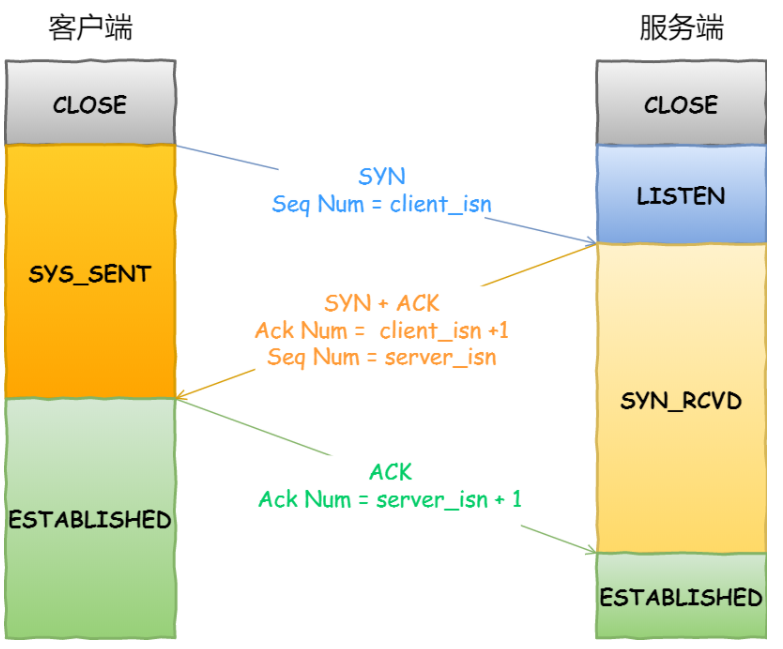 客户端
服务端
CLOSE
CLOSE
SYN
Seq Num = client_isn
LISTEN
SYS_SENT
SYN + ACK
Ack Num =  client_isn +1
Seq Num = server_isn
SYN_RCVD
ACK
Ack Num = server_isn + 1
ESTABLISHED
ESTABLISHED